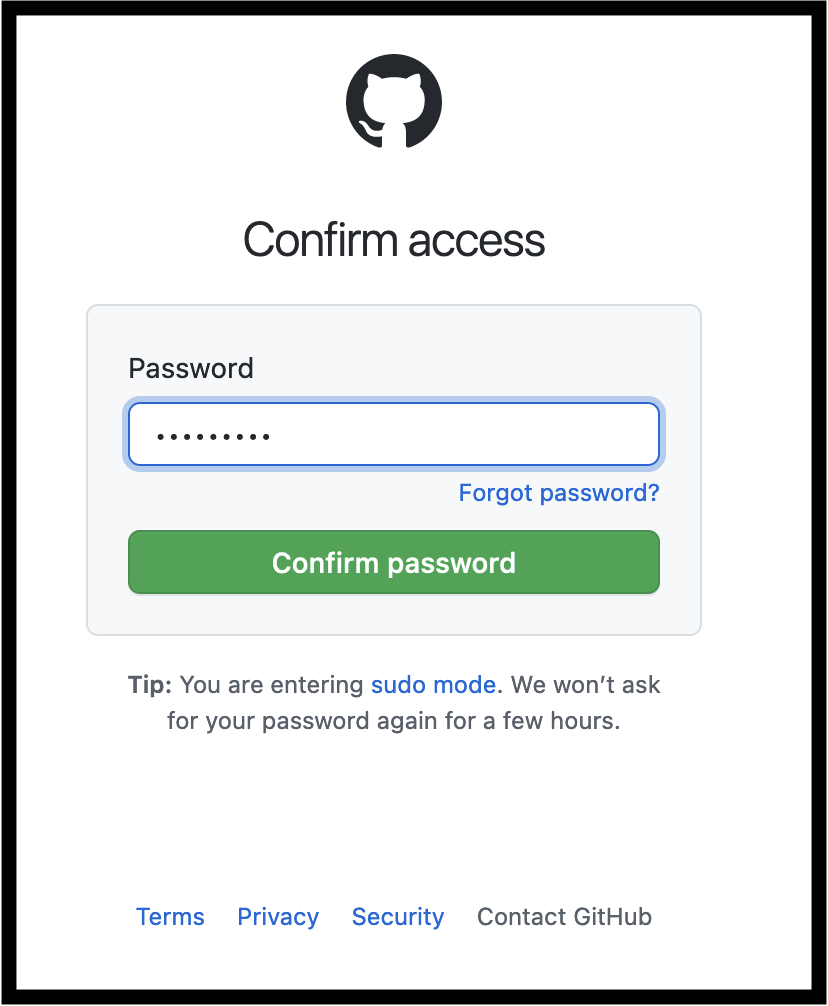 Confirm access
Password
•••••••••
Forgot password?
Confirm password
Tip: You are entering sudo mode. We won’t ask
for your password again for a few hours.
Terms Privacy Security Contact GitHub